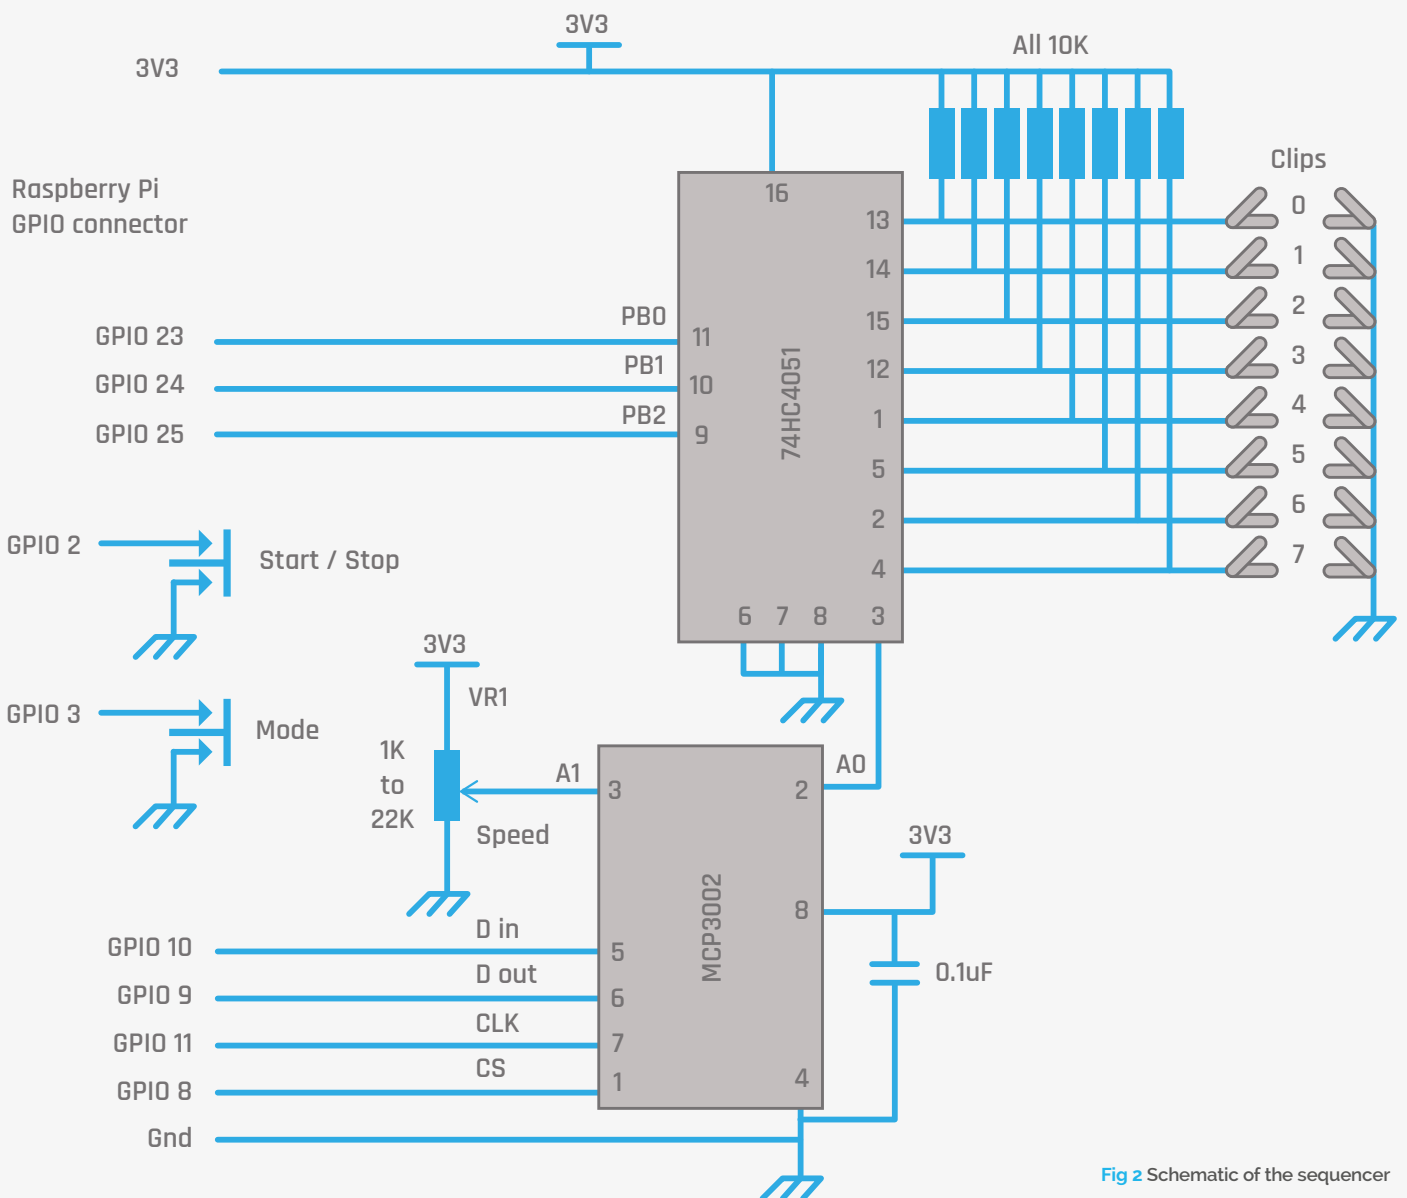 3V3
3V3
All 10K
Raspberry Pi
GPIO connector
Clips
16
13
14
15
12
1
5
2
4
0
1
2
3
4
5
6
7
GPIO 23
PB0
11
GPIO 24
PB1
10
GPIO 25
PB2
9
74HC4051
6
7
8
3
GPIO 2
Start / Stop
GPIO 3
Mode
3V3
VR1
1K
to
22K
Speed
A1
3
2
A0
3V3
8
0.1uF
MCP3002
GPIO 10
D in
5
GPIO 9
D out
6
GPIO 11
CLK
7
GPIO 8
CS
1
4
Gnd
Fig 2 Schematic of the sequencer